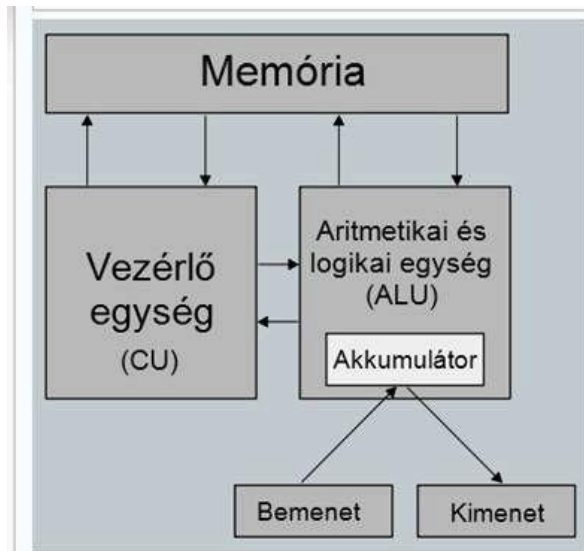 Memória
Vezérlő
egység
(CU)
Aritmetikai és
logikai egység
(ALU)
Akkumulátor
Bemenet
Kimenet